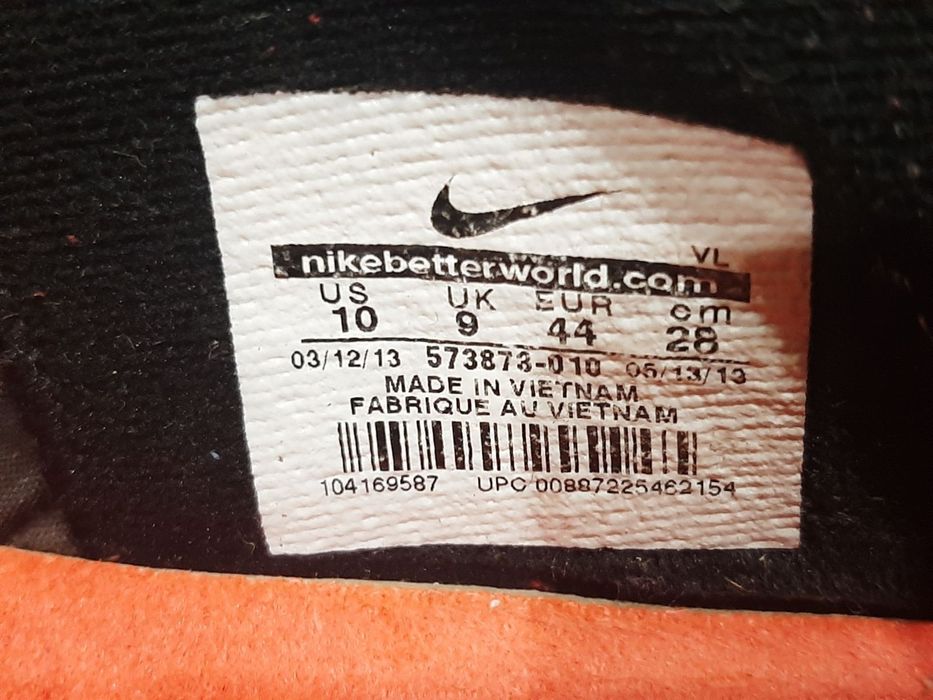 VL
nikebetterworld.com
US UK EUR cm
10 9 44 28
03/12/13 573873-010 05/13/13
MADE IN VIETNAM
FABRIQUE AU VIETNAM
104169587 UPC 00887225462154